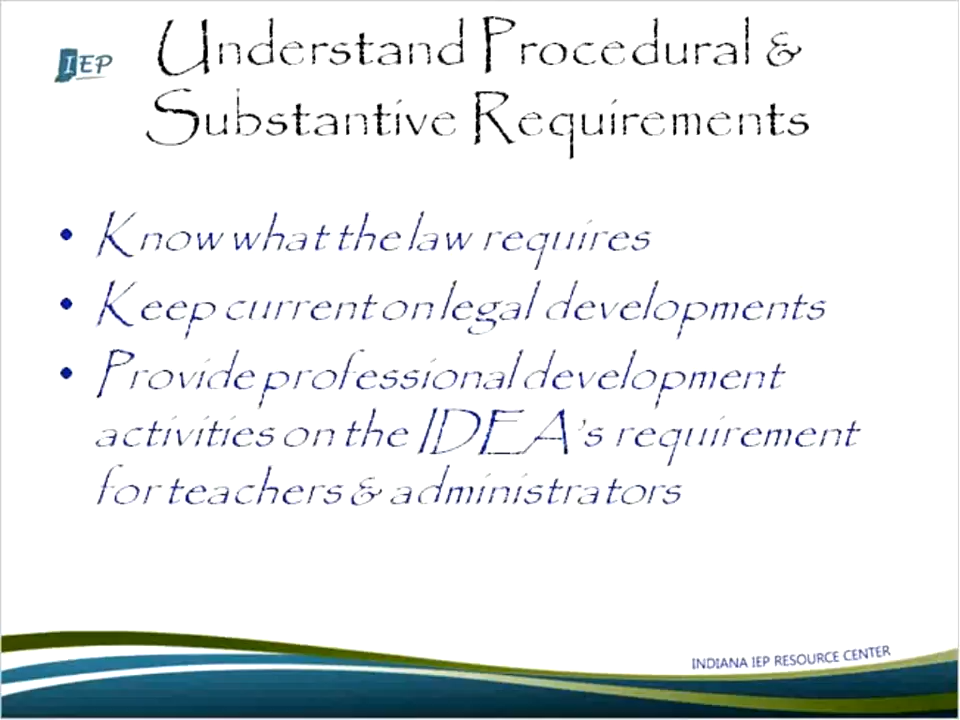 IEP
Understand Procedural &
Substantive Requirements
• Know what the law requires
• Keep current on legal developments
• Provide professional development
activities on the IDEA's requirement
for teachers & administrators
INDIANA IEP RESOURCE CENTER